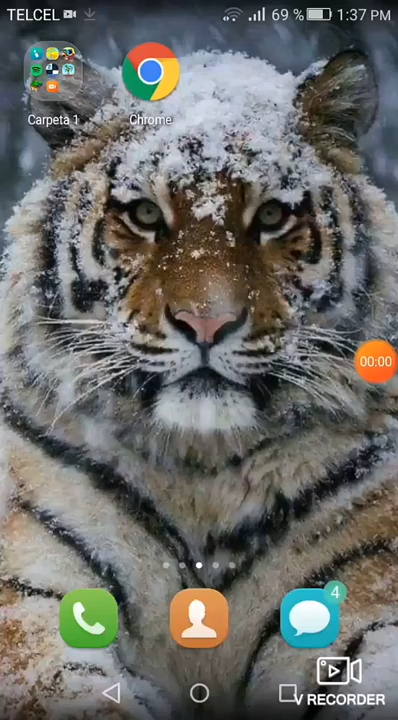 TELCEL 69 % 1:37 PM
Carpeta 1 Chrome
00:00
4
V RECORDER